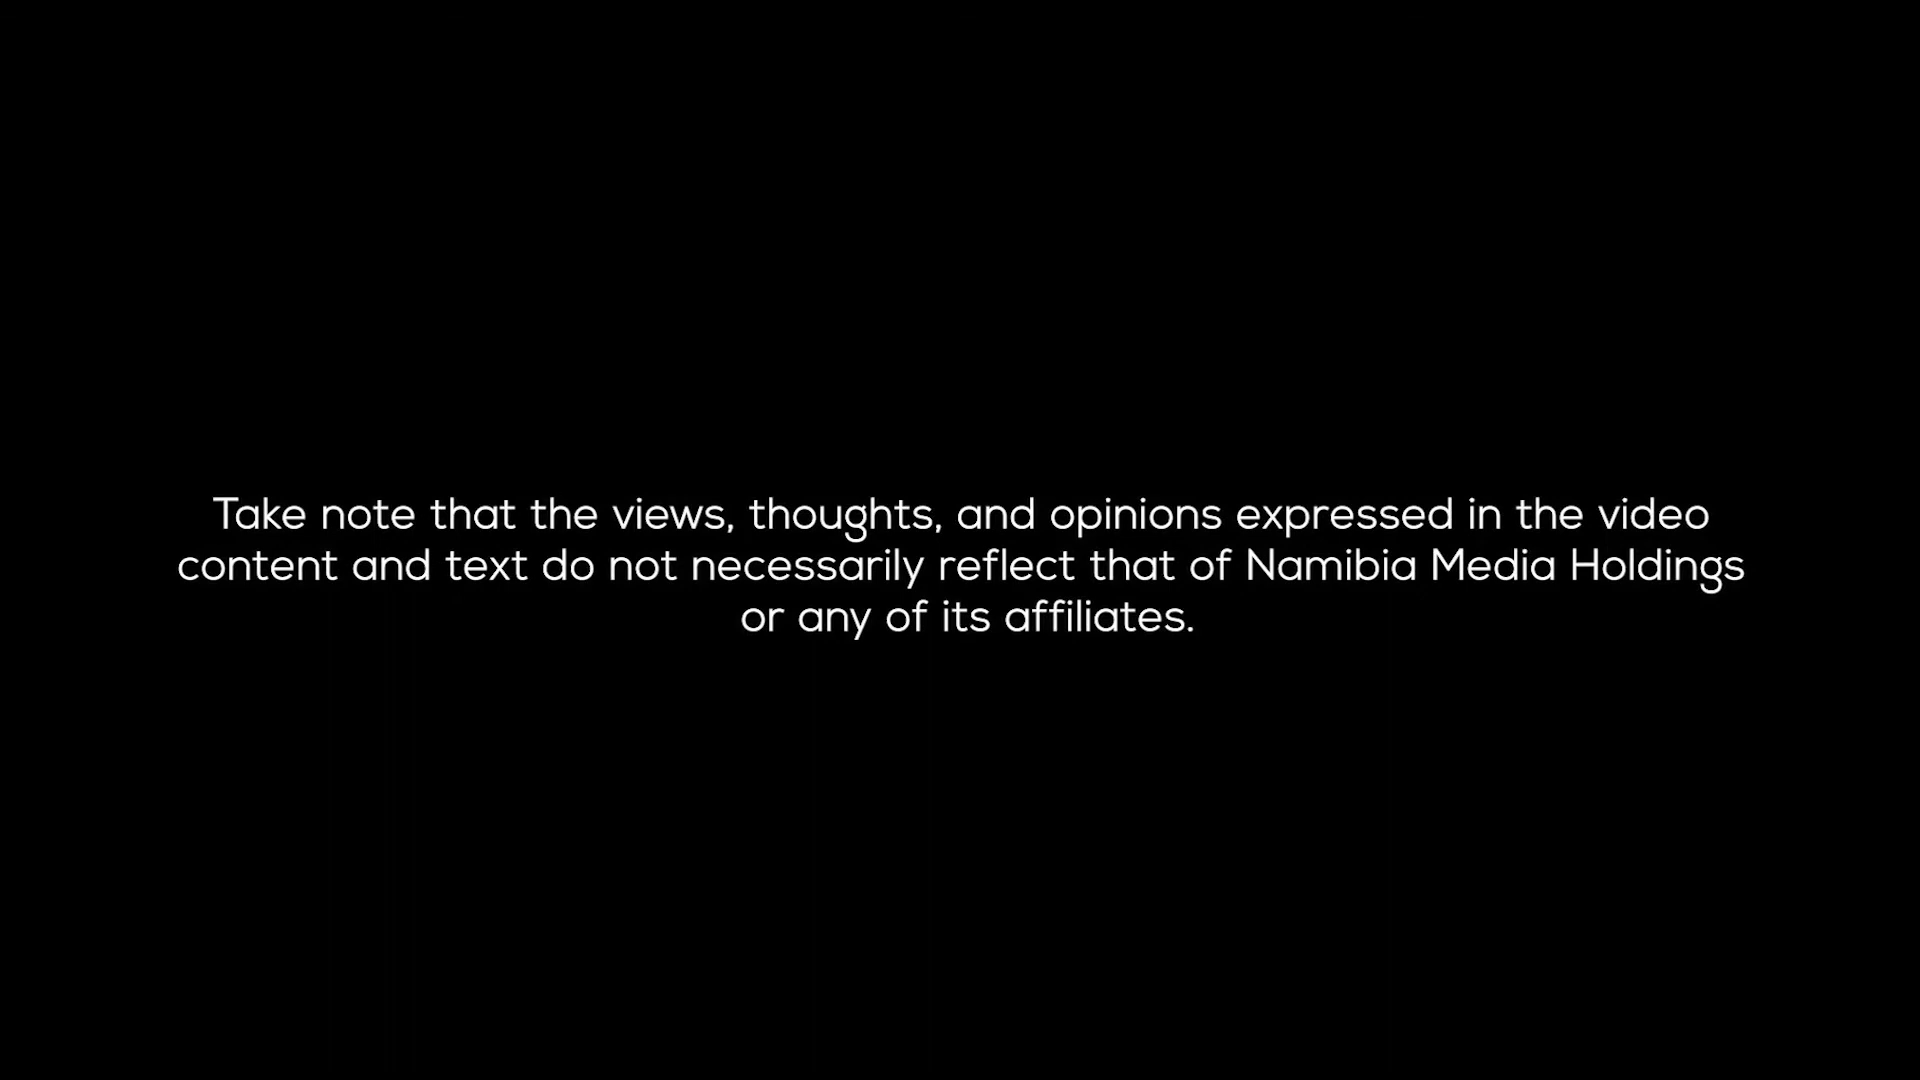 Take note that the views, thoughts, and opinions expressed in the video
content and text do not necessarily reflect that of Namibia Media Holdings
or any of its affiliates.